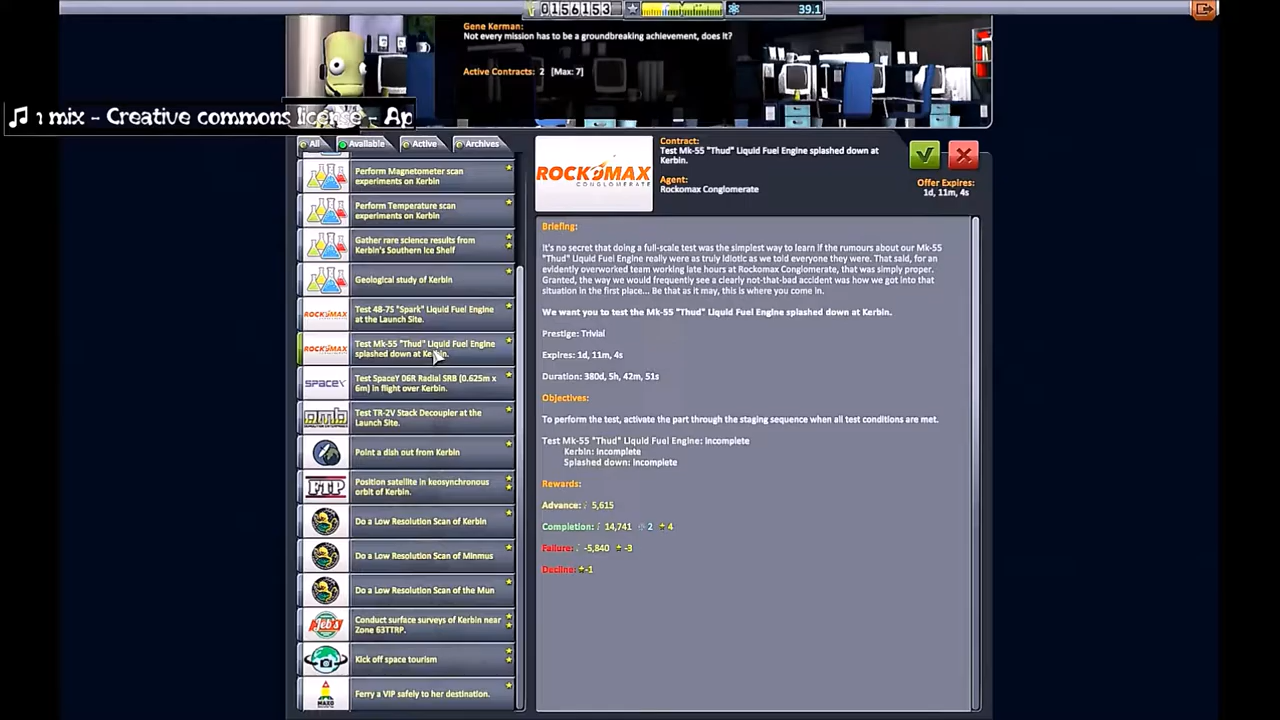 0156153
39.1
Gene Kerman:
Not every mission has to be a groundbreaking achievement, does it?
Active Contracts: 2 [Max: 7]
mix - Creative commons license - Ap
All
Available
Active
Archives
Perform Magnetometer scan
experiments on Kerbin
Perform Temperature scan
experiments on Kerbin
Gather rare science results from
Kerbin's Southern Ice Shelf
Geological study of Kerbin
ROCKOMAX
Test 48-7S "Spark" Liquid Fuel Engine
at the Launch Site.
ROCKOMAX
Test Mk-55 "Thud" Liquid Fuel Engine
splashed down at Kerbin.
SPACEX
Test SpaceY 06R Radial SRB (0.625m x
6m) in flight over Kerbin.
Test TR-2V Stack Decoupler at the
Launch Site.
Point a dish out from Kerbin
FTP
Position satellite in keosynchronous
orbit of Kerbin.
Do a Low Resolution Scan of Kerbin
Do a Low Resolution Scan of Minmus
Do a Low Resolution Scan of the Mun
Jeb's
Conduct surface surveys of Kerbin near
Zone 63TTRP.
Kick off space tourism
Ferry a VIP safely to her destination.
ROCKOMAX
CONGLOMERATE
Contract:
Test Mk-55 "Thud" Liquid Fuel Engine splashed down at
Kerbin.
Agent:
Rockomax Conglomerate
Offer Expires:
1d, 11m, 4s
Briefing:
It's no secret that doing a full-scale test was the simplest way to learn if the rumours about our Mk-55
"Thud" Liquid Fuel Engine really were as truly idiotic as we told everyone they were. That said, for an
evidently overworked team working late hours at Rockomax Conglomerate, that was simply proper.
Granted, the way we would frequently see a clearly not-that-bad accident was how we got into that
situation in the first place... Be that as it may, this is where you come in.
We want you to test the Mk-55 "Thud" Liquid Fuel Engine splashed down at Kerbin.
Prestige: Trivial
Expires: 1d, 11m, 4s
Duration: 380d, 5h, 42m, 51s
Objectives:
To perform the test, activate the part through the staging sequence when all test conditions are met.
Test Mk-55 "Thud" Liquid Fuel Engine: Incomplete
Kerbin: Incomplete
Splashed down: Incomplete
Rewards:
Advance: 5,615
Completion: 14,741 2 4
Failure: -5,840 -3
Decline: -1